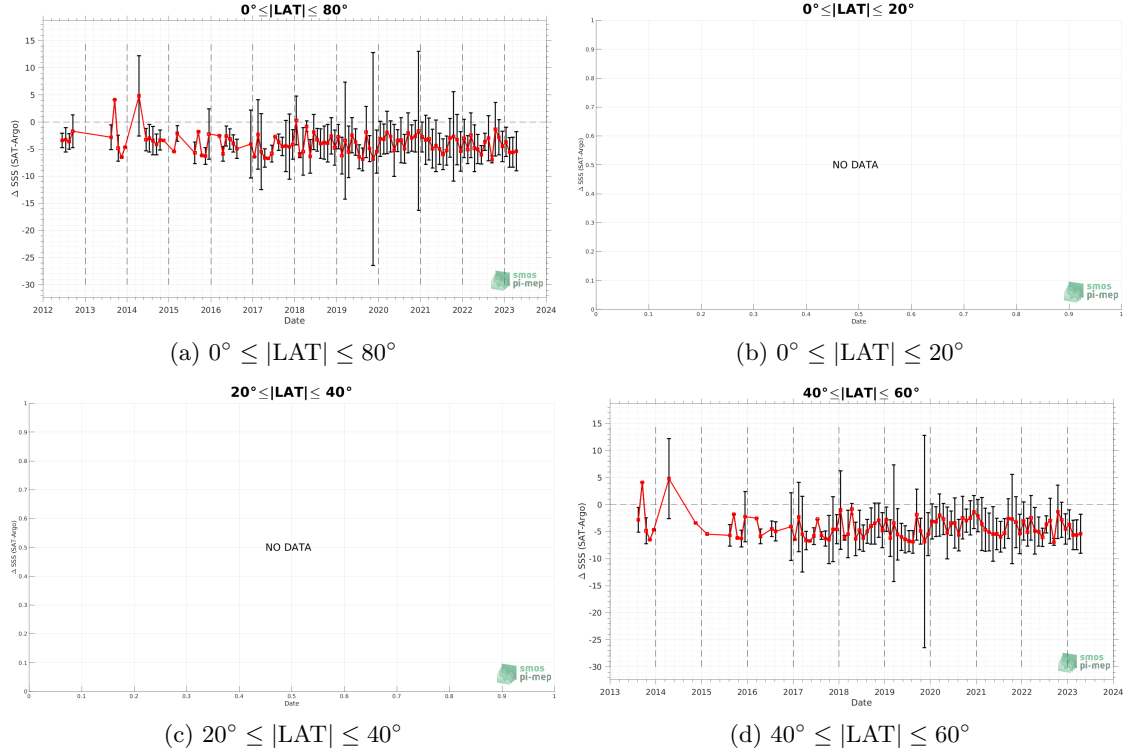 0°≤|LAT|≤ 80°
Δ SSS (SAT-Argo)
15
10
5
0
-5
-10
-15
-20
-25
-30
2012 2013 2014 2015 2016 2017 2018 2019 2020 2021 2022 2023 2024
Date
smos
pi-mep
(a) 0° ≤ |LAT| ≤ 80°
0°≤|LAT|≤ 20°
Δ SSS (SAT-Argo)
1
0.9
0.8
0.7
0.6
0.5
0.4
0.3
0.2
0.1
0
NO DATA
0 0.1 0.2 0.3 0.4 0.5 0.6 0.7 0.8 0.9 1
Date
smos
pi-mep
(b) 0° ≤ |LAT| ≤ 20°
20°≤|LAT|≤ 40°
Δ SSS (SAT-Argo)
1
0.9
0.8
0.7
0.6
0.5
0.4
0.3
0.2
0.1
0
NO DATA
0 0.1 0.2 0.3 0.4 0.5 0.6 0.7 0.8 0.9 1
Date
smos
pi-mep
(c) 20° ≤ |LAT| ≤ 40°
40°≤|LAT|≤ 60°
Δ SSS (SAT-Argo)
15
10
5
0
-5
-10
-15
-20
-25
-30
2013 2014 2015 2016 2017 2018 2019 2020 2021 2022 2023 2024
Date
smos
pi-mep
(d) 40° ≤ |LAT| ≤ 60°